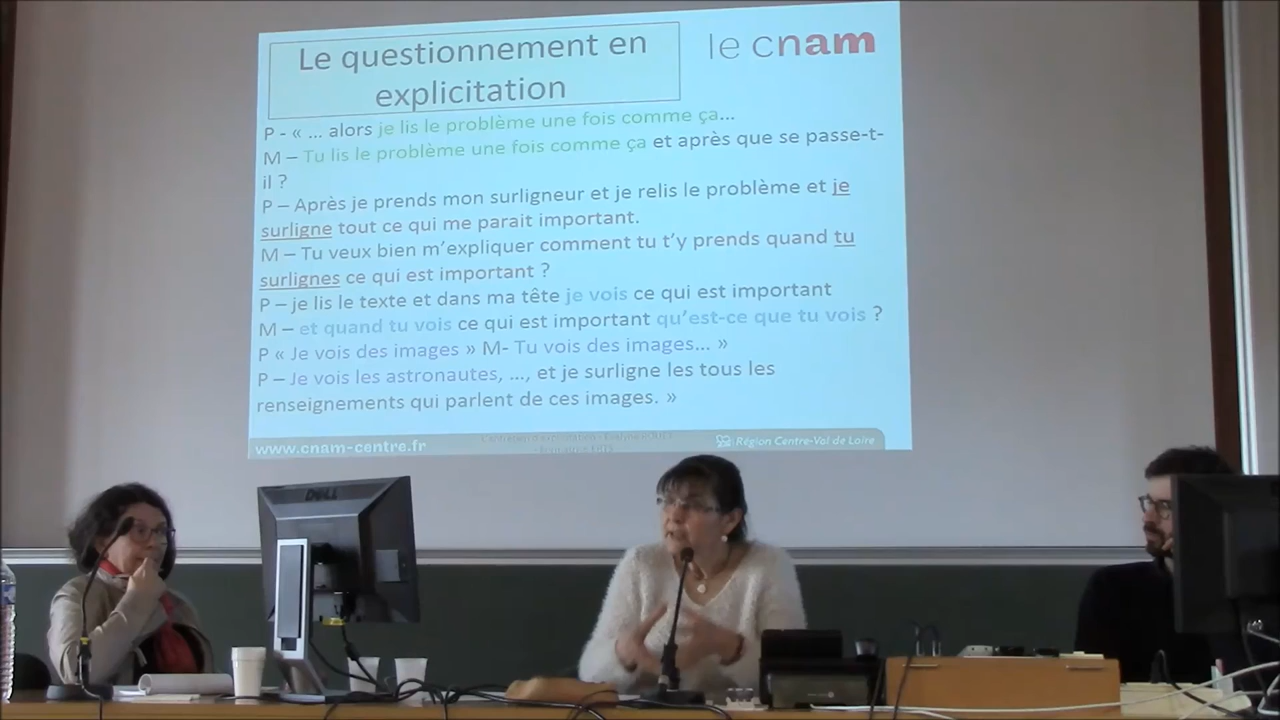 Le questionnement en
explicitation
le cnam
P - « ... alors je lis le problème une fois comme ça...
M – Tu lis le problème une fois comme ça et après que se passe-t-
il ?
P – Après je prends mon surligneur et je relis le problème et je
surligne tout ce qui me parait important.
M – Tu veux bien m'expliquer comment tu t'y prends quand tu
surlignes ce qui est important ?
P – je lis le texte et dans ma tête je vois ce qui est important
M – et quand tu vois ce qui est important qu'est-ce que tu vois ?
P « Je vois des images » M- Tu vois des images... »
P – Je vois les astronautes, ..., et je surligne les tous les
renseignements qui parlent de ces images. »
www.cnam-centre.fr
L'entretien d'explicitation -
Région Centre-Val de Loire
DELL